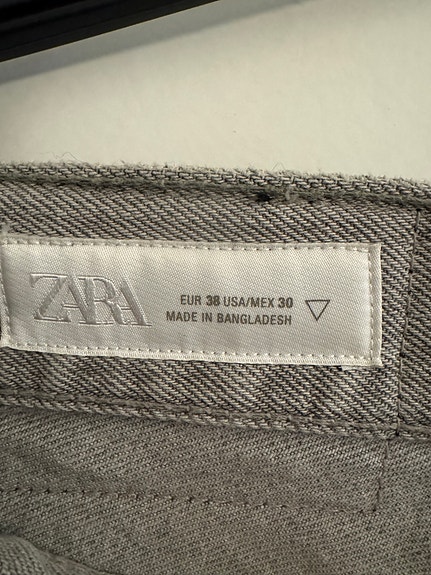 ZARA
EUR 38 USA/MEX 30
MADE IN BANGLADESH